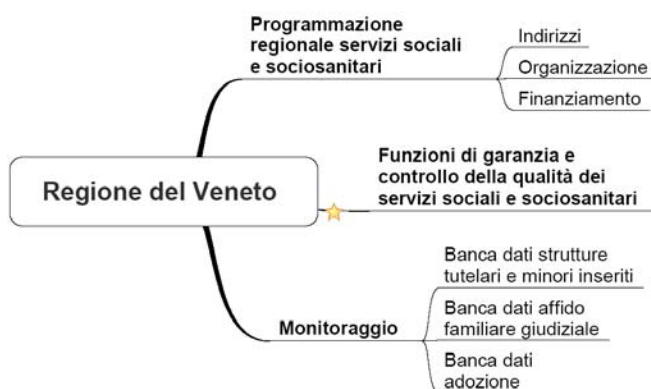 Programmazione
regionale servizi sociali
e sociosanitari
Indirizzi
Organizzazione
Finanziamento
Regione del Veneto
Funzioni di garanzia e
controllo della qualità dei
servizi sociali e sociosanitari
Monitoraggio
Banca dati strutture
tutelari e minori inseriti
Banca dati affido
familiare giudiziale
Banca dati
adozione